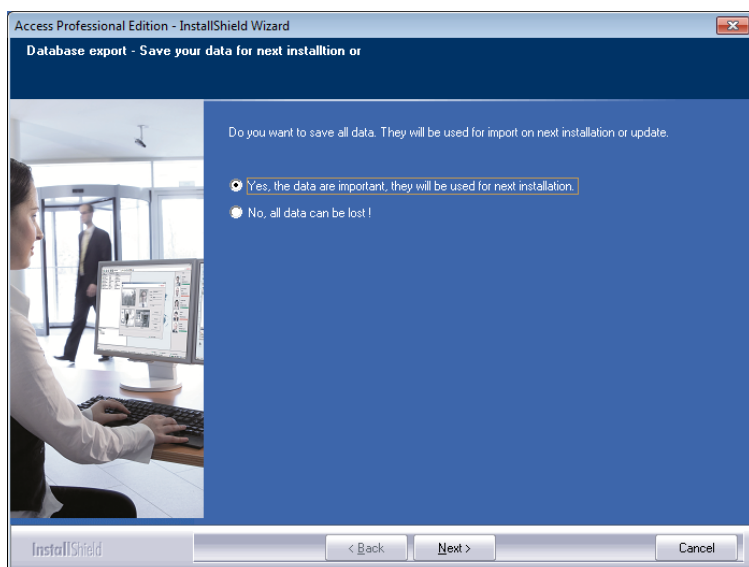 Access Professional Edition - InstallShield Wizard
Database export - Save your data for next installtion or
Do you want to save all data. They will be used for import on next installation or update.
Yes, the data are important, they will be used for next installation.
No, all data can be lost !
InstallShield
< Back
Next >
Cancel